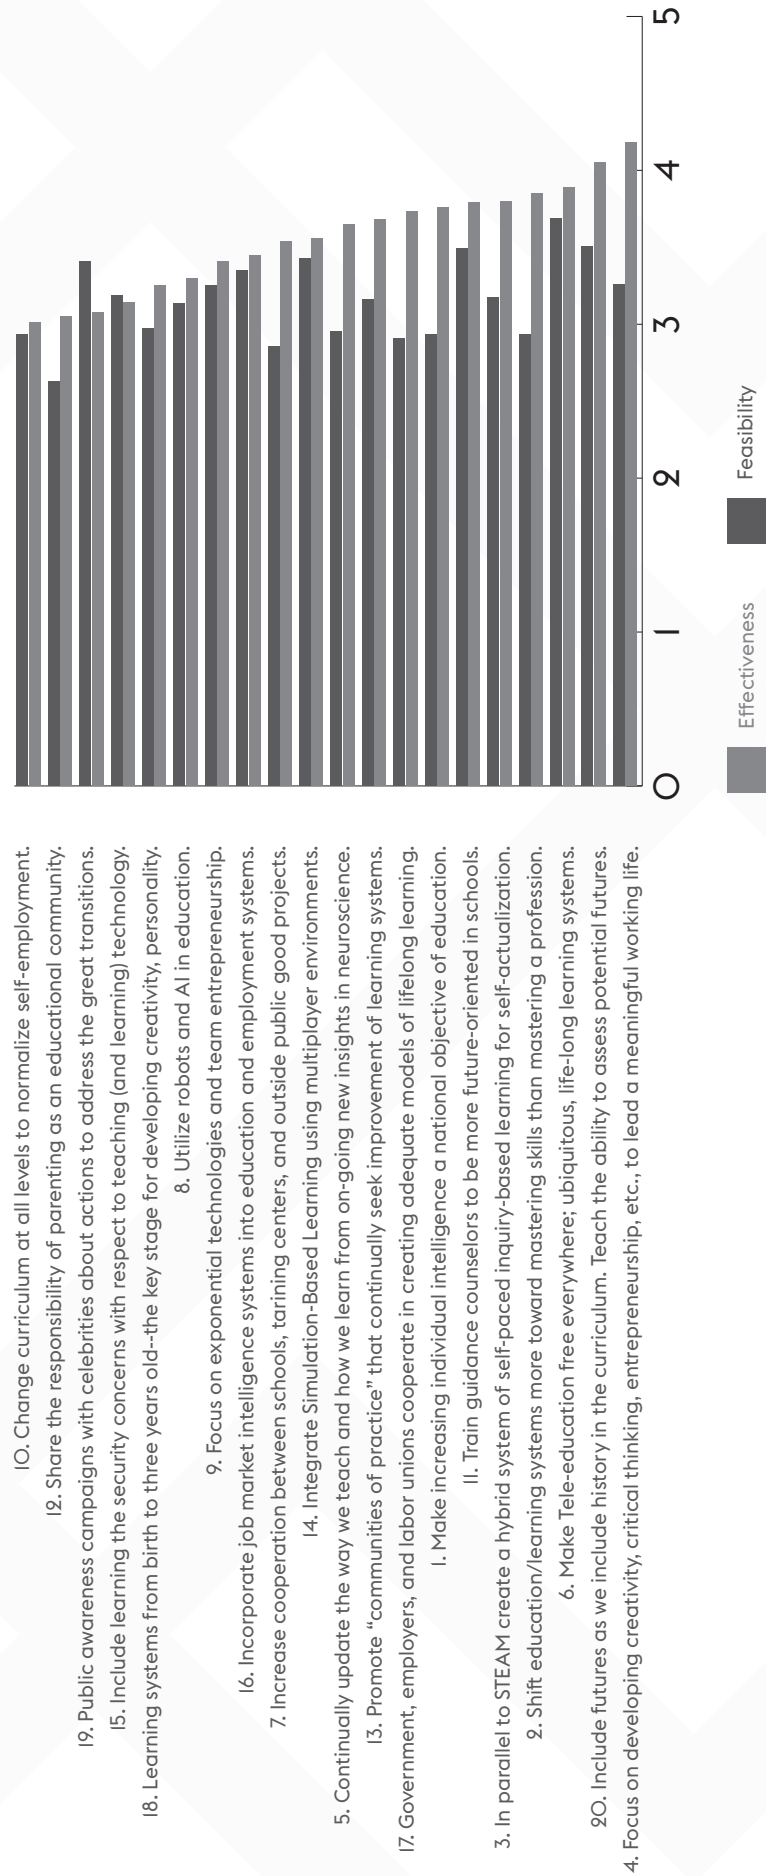 10. Change curriculum at all levels to normalize self-employment.
12. Share the responsibility of parenting as an educational community.
19. Public awareness campaigns with celebrities about actions to address the great transitions.
15. Include learning the security concerns with respect to teaching (and learning) technology.
18. Learning systems from birth to three years old--the key stage for developing creativity, personality.
8. Utilize robots and AI in education.
9. Focus on exponential technologies and team entrepreneurship.
16. Incorporate job market intelligence systems into education and employment systems.
7. Increase cooperation between schools, tarining centers, and outside public good projects.
14. Integrate Simulation-Based Learning using multiplayer environments.
5. Continually update the way we teach and how we learn from on-going new insights in neuroscience.
13. Promote “communities of practice” that continually seek improvement of learning systems.
17. Government, employers, and labor unions cooperate in creating adequate models of lifelong learning.
1. Make increasing individual intelligence a national objective of education.
11. Train guidance counselors to be more future-oriented in schools.
3. In parallel to STEAM create a hybrid system of self-paced inquiry-based learning for self-actualization.
2. Shift education/learning systems more toward mastering skills than mastering a profession.
6. Make Tele-education free everywhere; ubiquitous, life-long learning systems.
20. Include futures as we include history in the curriculum. Teach the ability to assess potential futures.
4. Focus on developing creativity, critical thinking, entrepreneurship, etc., to lead a meaningful working life.
0 1 2 3 4 5
Effectiveness Feasibility